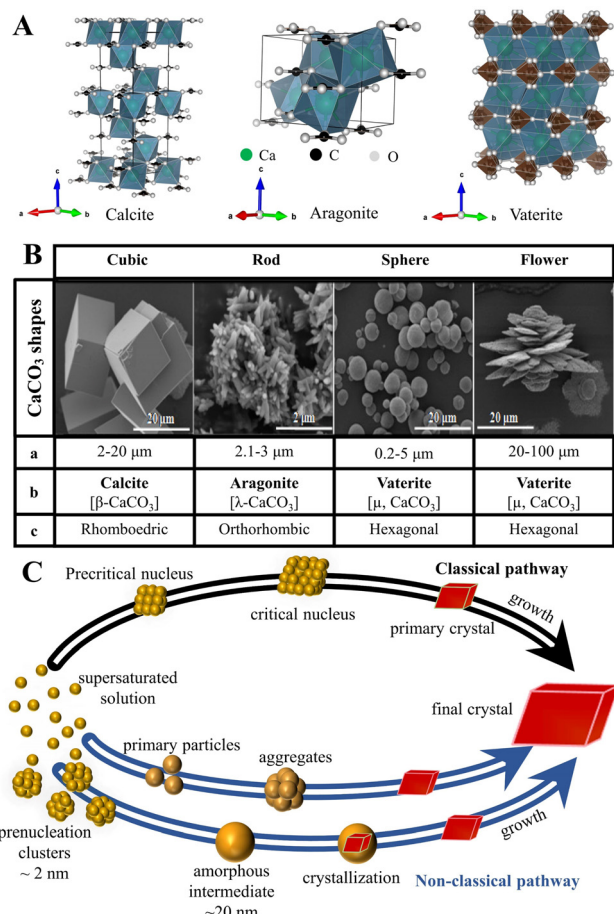 A
c
a
b
Calcite
Ca
C
O
c
a
b
Aragonite
c
a
b
Vaterite
B
Cubic
Rod
Sphere
Flower
CaCO₃ shapes
20 μm
2 μm
20 μm
20 μm
a
2-20 μm
2.1-3 μm
0.2-5 μm
20-100 μm
b
Calcite
[β-CaCO₃]
Aragonite
[λ-CaCO₃]
Vaterite
[μ, CaCO₃]
Vaterite
[μ, CaCO₃]
c
Rhomboedric
Orthorhombic
Hexagonal
Hexagonal
C
Precritical nucleus
critical nucleus
Classical pathway
primary crystal
growth
supersaturated
solution
final crystal
primary particles
aggregates
prenucleation
clusters
~ 2 nm
amorphous
intermediate
~20 nm
crystallization
growth
Non-classical pathway